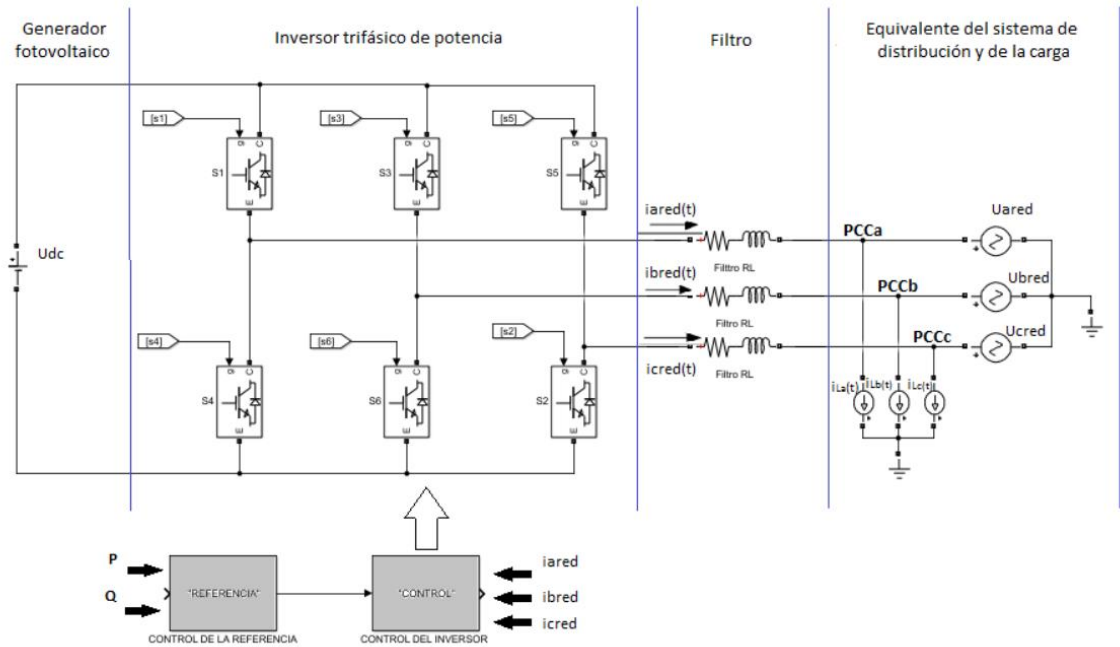 Generador
fotovoltaico
Inversor trifásico de potencia
Filtro
Equivalente del sistema de
distribución y de la carga
[s1]
[s3]
[s5]
g
C
g
C
g
C
S1
S3
S5
E
E
E
Udc
iared(t)
Filtro RL
ibred(t)
Filtro RL
icred(t)
Filtro RL
PCCa
PCCb
PCCc
Uared
Ubred
Ucred
+
+
+
iLa(t)
iLb(t)
iLc(t)
[s4]
[s6]
[s2]
g
C
g
C
g
C
S4
S6
S2
E
E
E
P
Q
"REFERENCIA"
CONTROL DE LA REFERENCIA
"CONTROL"
CONTROL DEL INVERSOR
iared
ibred
icred